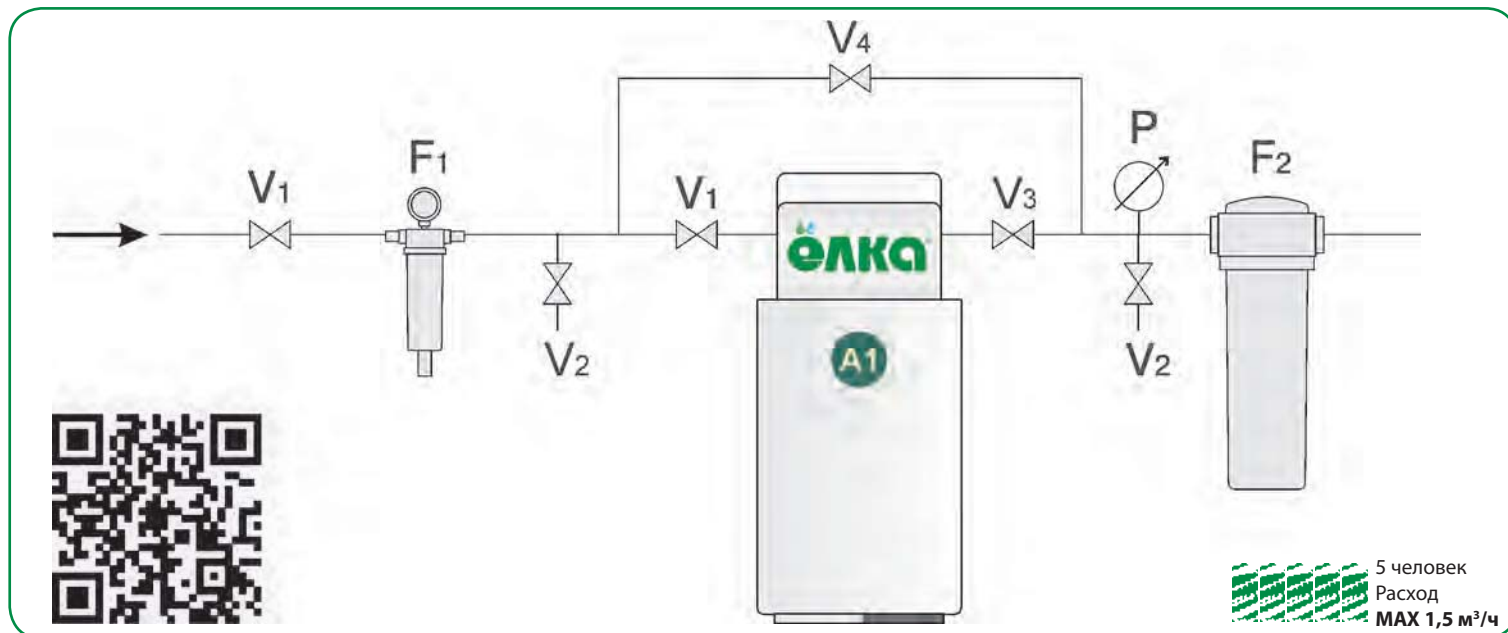 V4
P
F1
F2
V1
V1
V3
ёлка
V2
A1
V2
5 человек
Расход
MAX 1,5 м³/ч